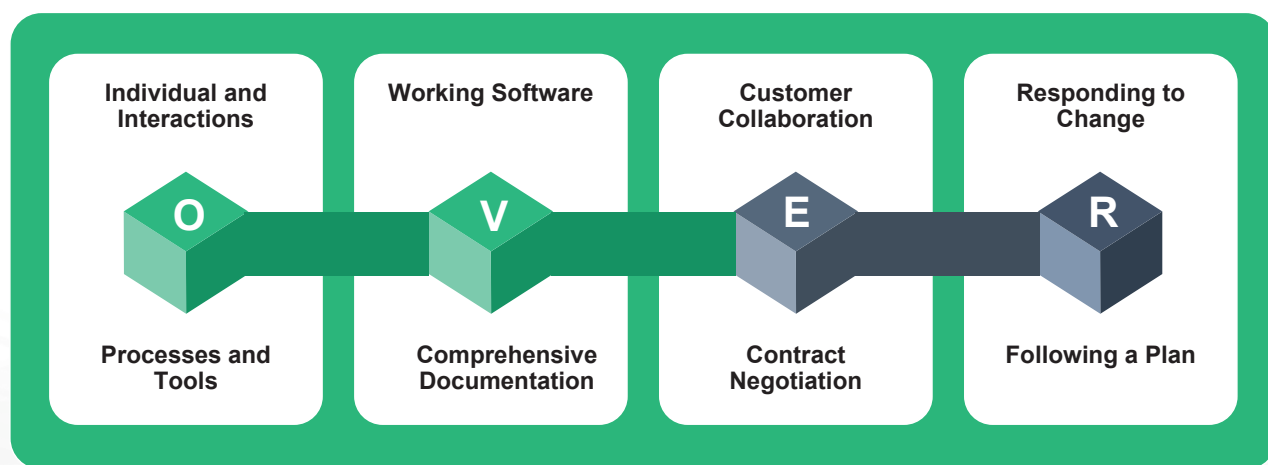 Individual and
Interactions
O
Processes and
Tools
Working Software
V
Comprehensive
Documentation
Customer
Collaboration
E
Contract
Negotiation
Responding to
Change
R
Following a Plan